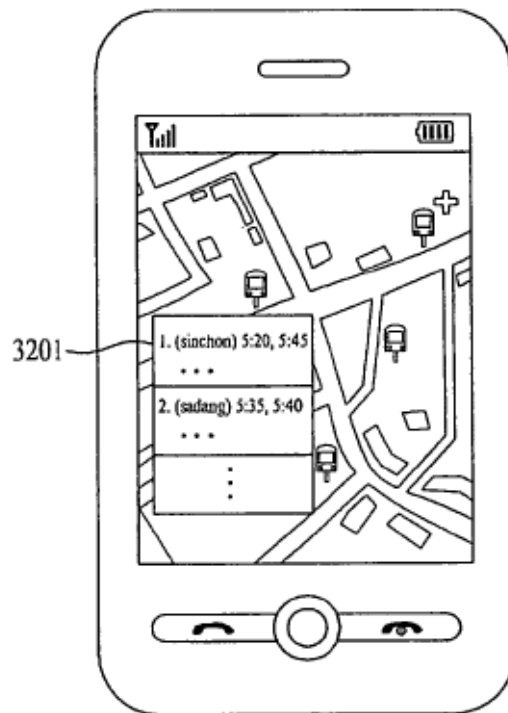 3201
1. (sinchon) 5:20, 5:45
• • •
2. (sadang) 5:35, 5:40
• • •